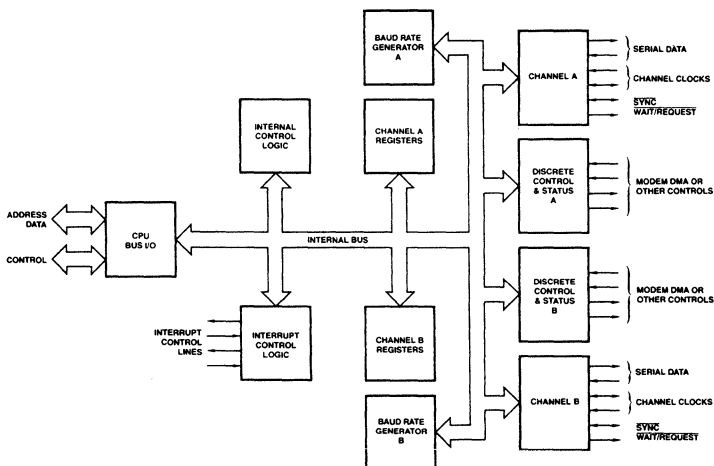 BAUD RATE
GENERATOR
A
CHANNEL A
SERIAL DATA
CHANNEL CLOCKS
SYNC
WAIT/REQUEST
INTERNAL
CONTROL
LOGIC
CHANNEL A
REGISTERS
DISCRETE
CONTROL
& STATUS
A
MODEM DMA OR
OTHER CONTROLS
ADDRESS
DATA
CONTROL
CPU
BUS I/O
INTERNAL BUS
DISCRETE
CONTROL
& STATUS
B
MODEM DMA OR
OTHER CONTROLS
INTERRUPT
CONTROL
LINES
INTERRUPT
CONTROL
LOGIC
CHANNEL B
REGISTERS
BAUD RATE
GENERATOR
B
CHANNEL B
SERIAL DATA
CHANNEL CLOCKS
SYNC
WAIT/REQUEST